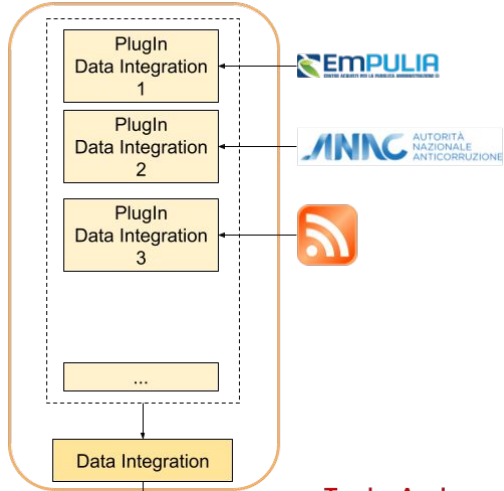 PlugIn
Data Integration
1
EmPULIA
PlugIn
Data Integration
2
ANAC
AUTORITÀ
NAZIONALE
ANTICORRUZIONE
PlugIn
Data Integration
3
...
Data Integration